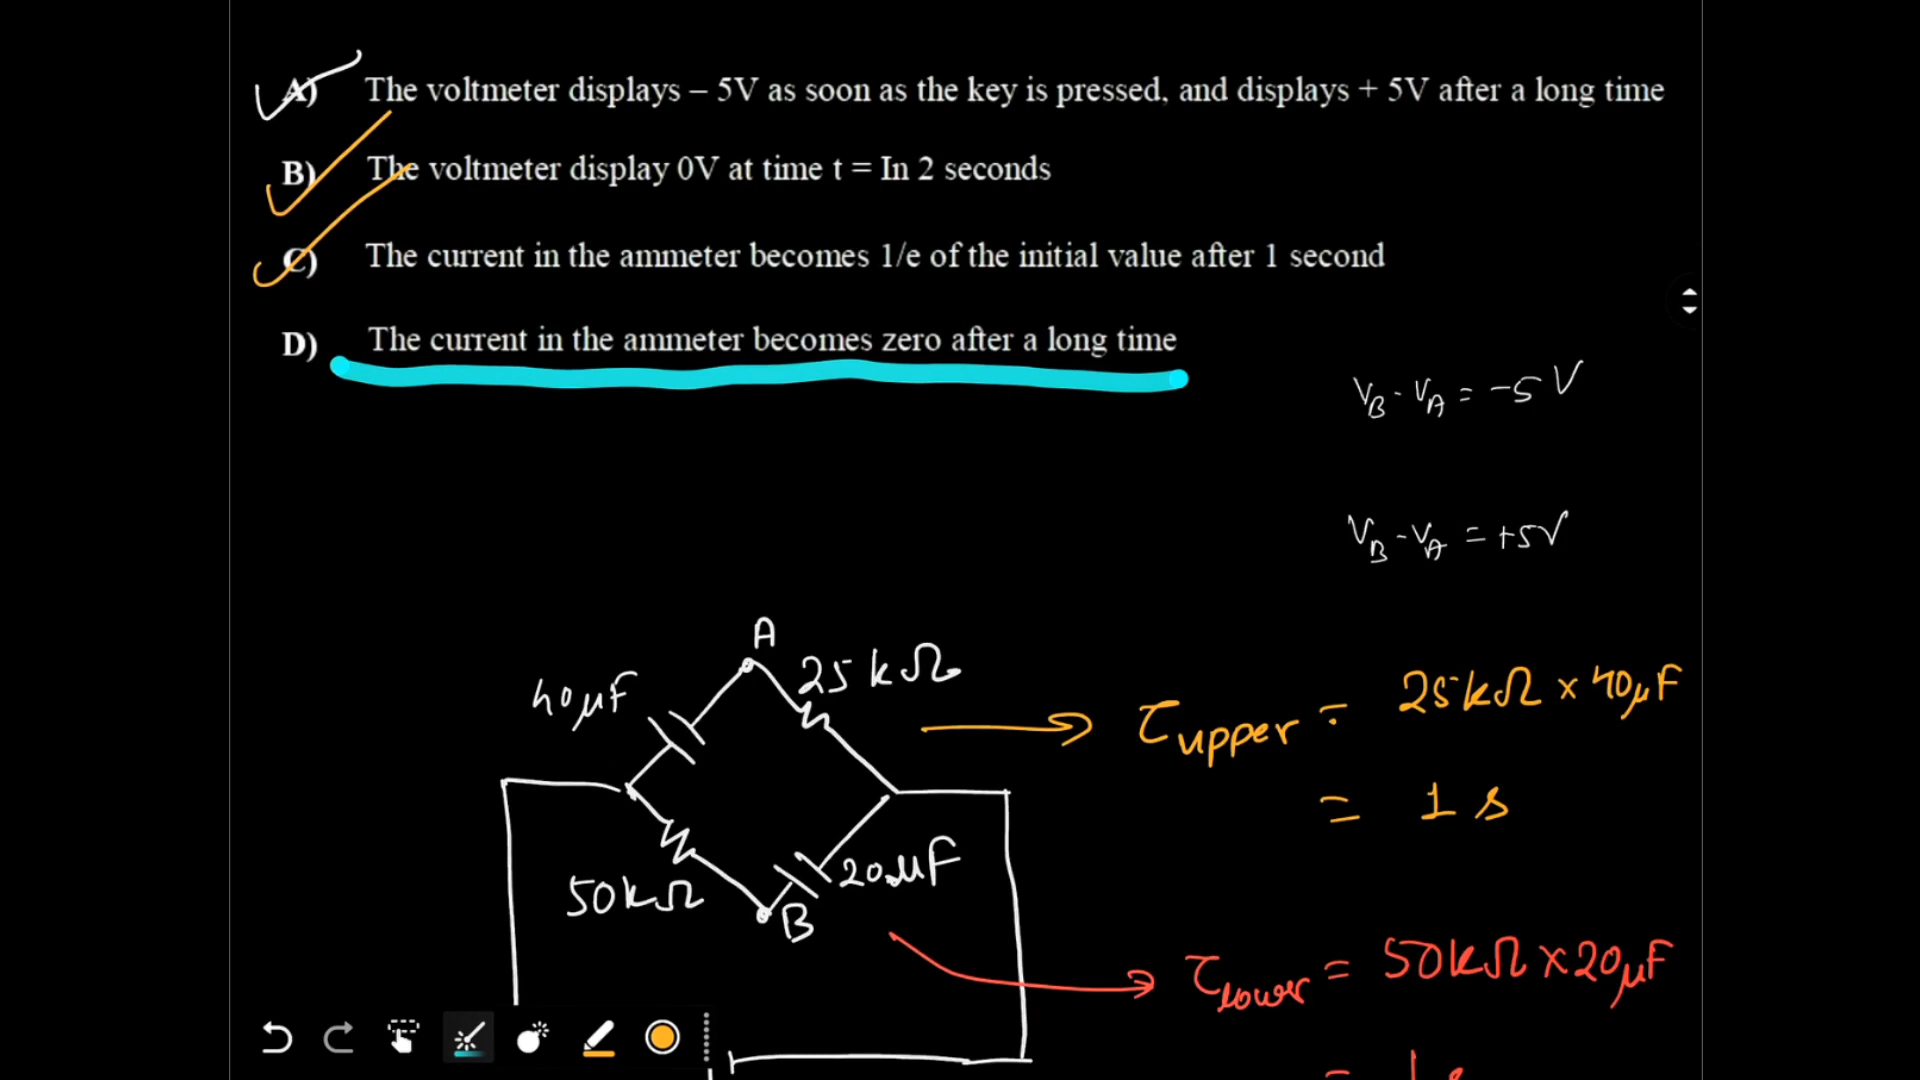 A) The voltmeter displays – 5V as soon as the key is pressed, and displays + 5V after a long time
B) The voltmeter display 0V at time t = In 2 seconds
C) The current in the ammeter becomes 1/e of the initial value after 1 second
D) The current in the ammeter becomes zero after a long time
V_B - V_A = -5 V
V_B - V_A = +5V
A
40μF
25 kΩ
τ_upper = 25kΩ × 40μF
= 1 s
50kΩ
20μF
B
τ_lower = 50kΩ × 20μF